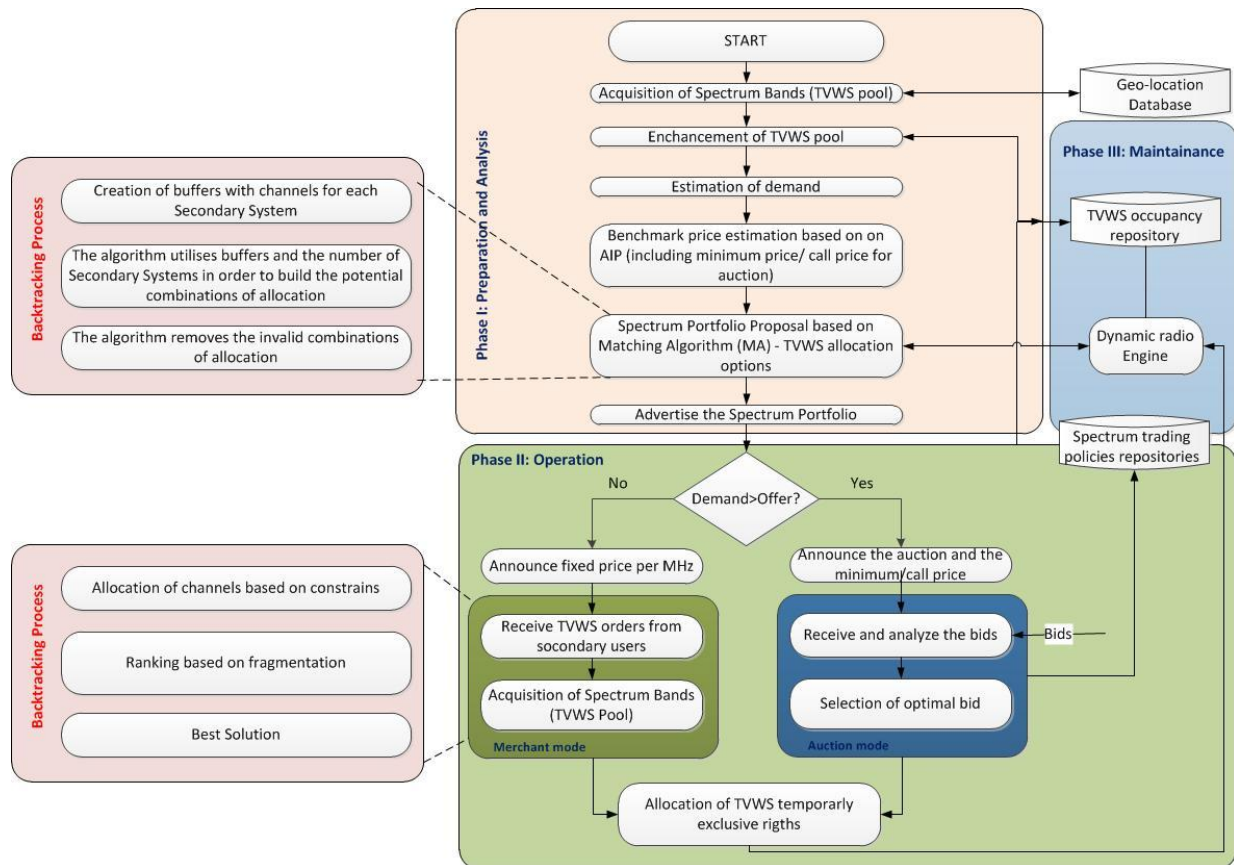 START
Acquisition of Spectrum Bands (TVWS pool)
Geo-location
Database
Enchancement of TVWS pool
Estimation of demand
Benchmark price estimation based on on
AIP (including minimum price/ call price for
auction)
Spectrum Portfolio Proposal based on
Matching Algorithm (MA) - TVWS allocation
options
Advertise the Spectrum Portfolio
Phase I: Preparation and Analysis
Phase III: Maintainance
TVWS occupancy
repository
Dynamic radio
Engine
Spectrum trading
policies repositories
Backtracking Process
Creation of buffers with channels for each
Secondary System
The algorithm utilises buffers and the number of
Secondary Systems in order to build the potential
combinations of allocation
The algorithm removes the invalid combinations
of allocation
Phase II: Operation
No
Demand>Offer?
Yes
Announce fixed price per MHz
Announce the auction and the
minimum/call price
Receive TVWS orders from
socondary users
Acquisition of Spectrum Bands
(TVWS Pool)
Merchant mode
Receive and analyze the bids
Bids
Selection of optimal bid
Auction mode
Allocation of TVWS temporarly
exclusive rigths
Backtracking Process
Allocation of channels based on constrains
Ranking based on fragmentation
Best Solution